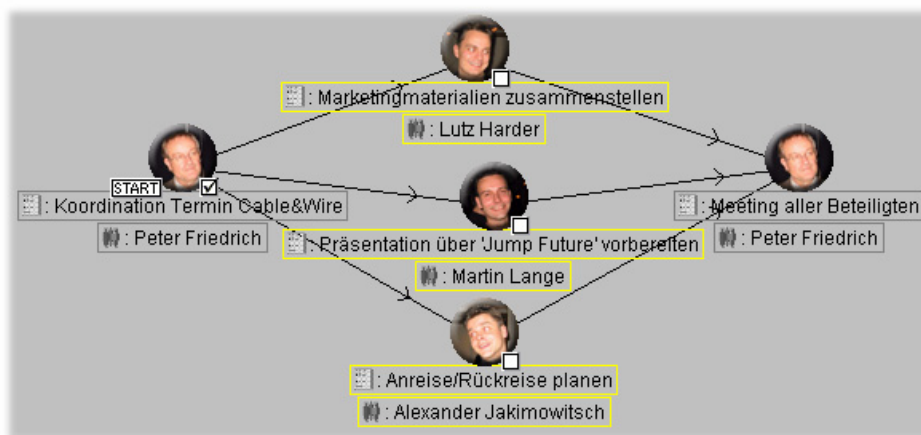 : Marketingmaterialien zusammenstellen
: Lutz Harder
START
: Koordination Termin Cable&Wire
: Peter Friedrich
: Präsentation über 'Jump Future' vorbereiten
: Martin Lange
: Meeting aller Beteiligten
: Peter Friedrich
: Anreise/Rückreise planen
: Alexander Jakimowitsch